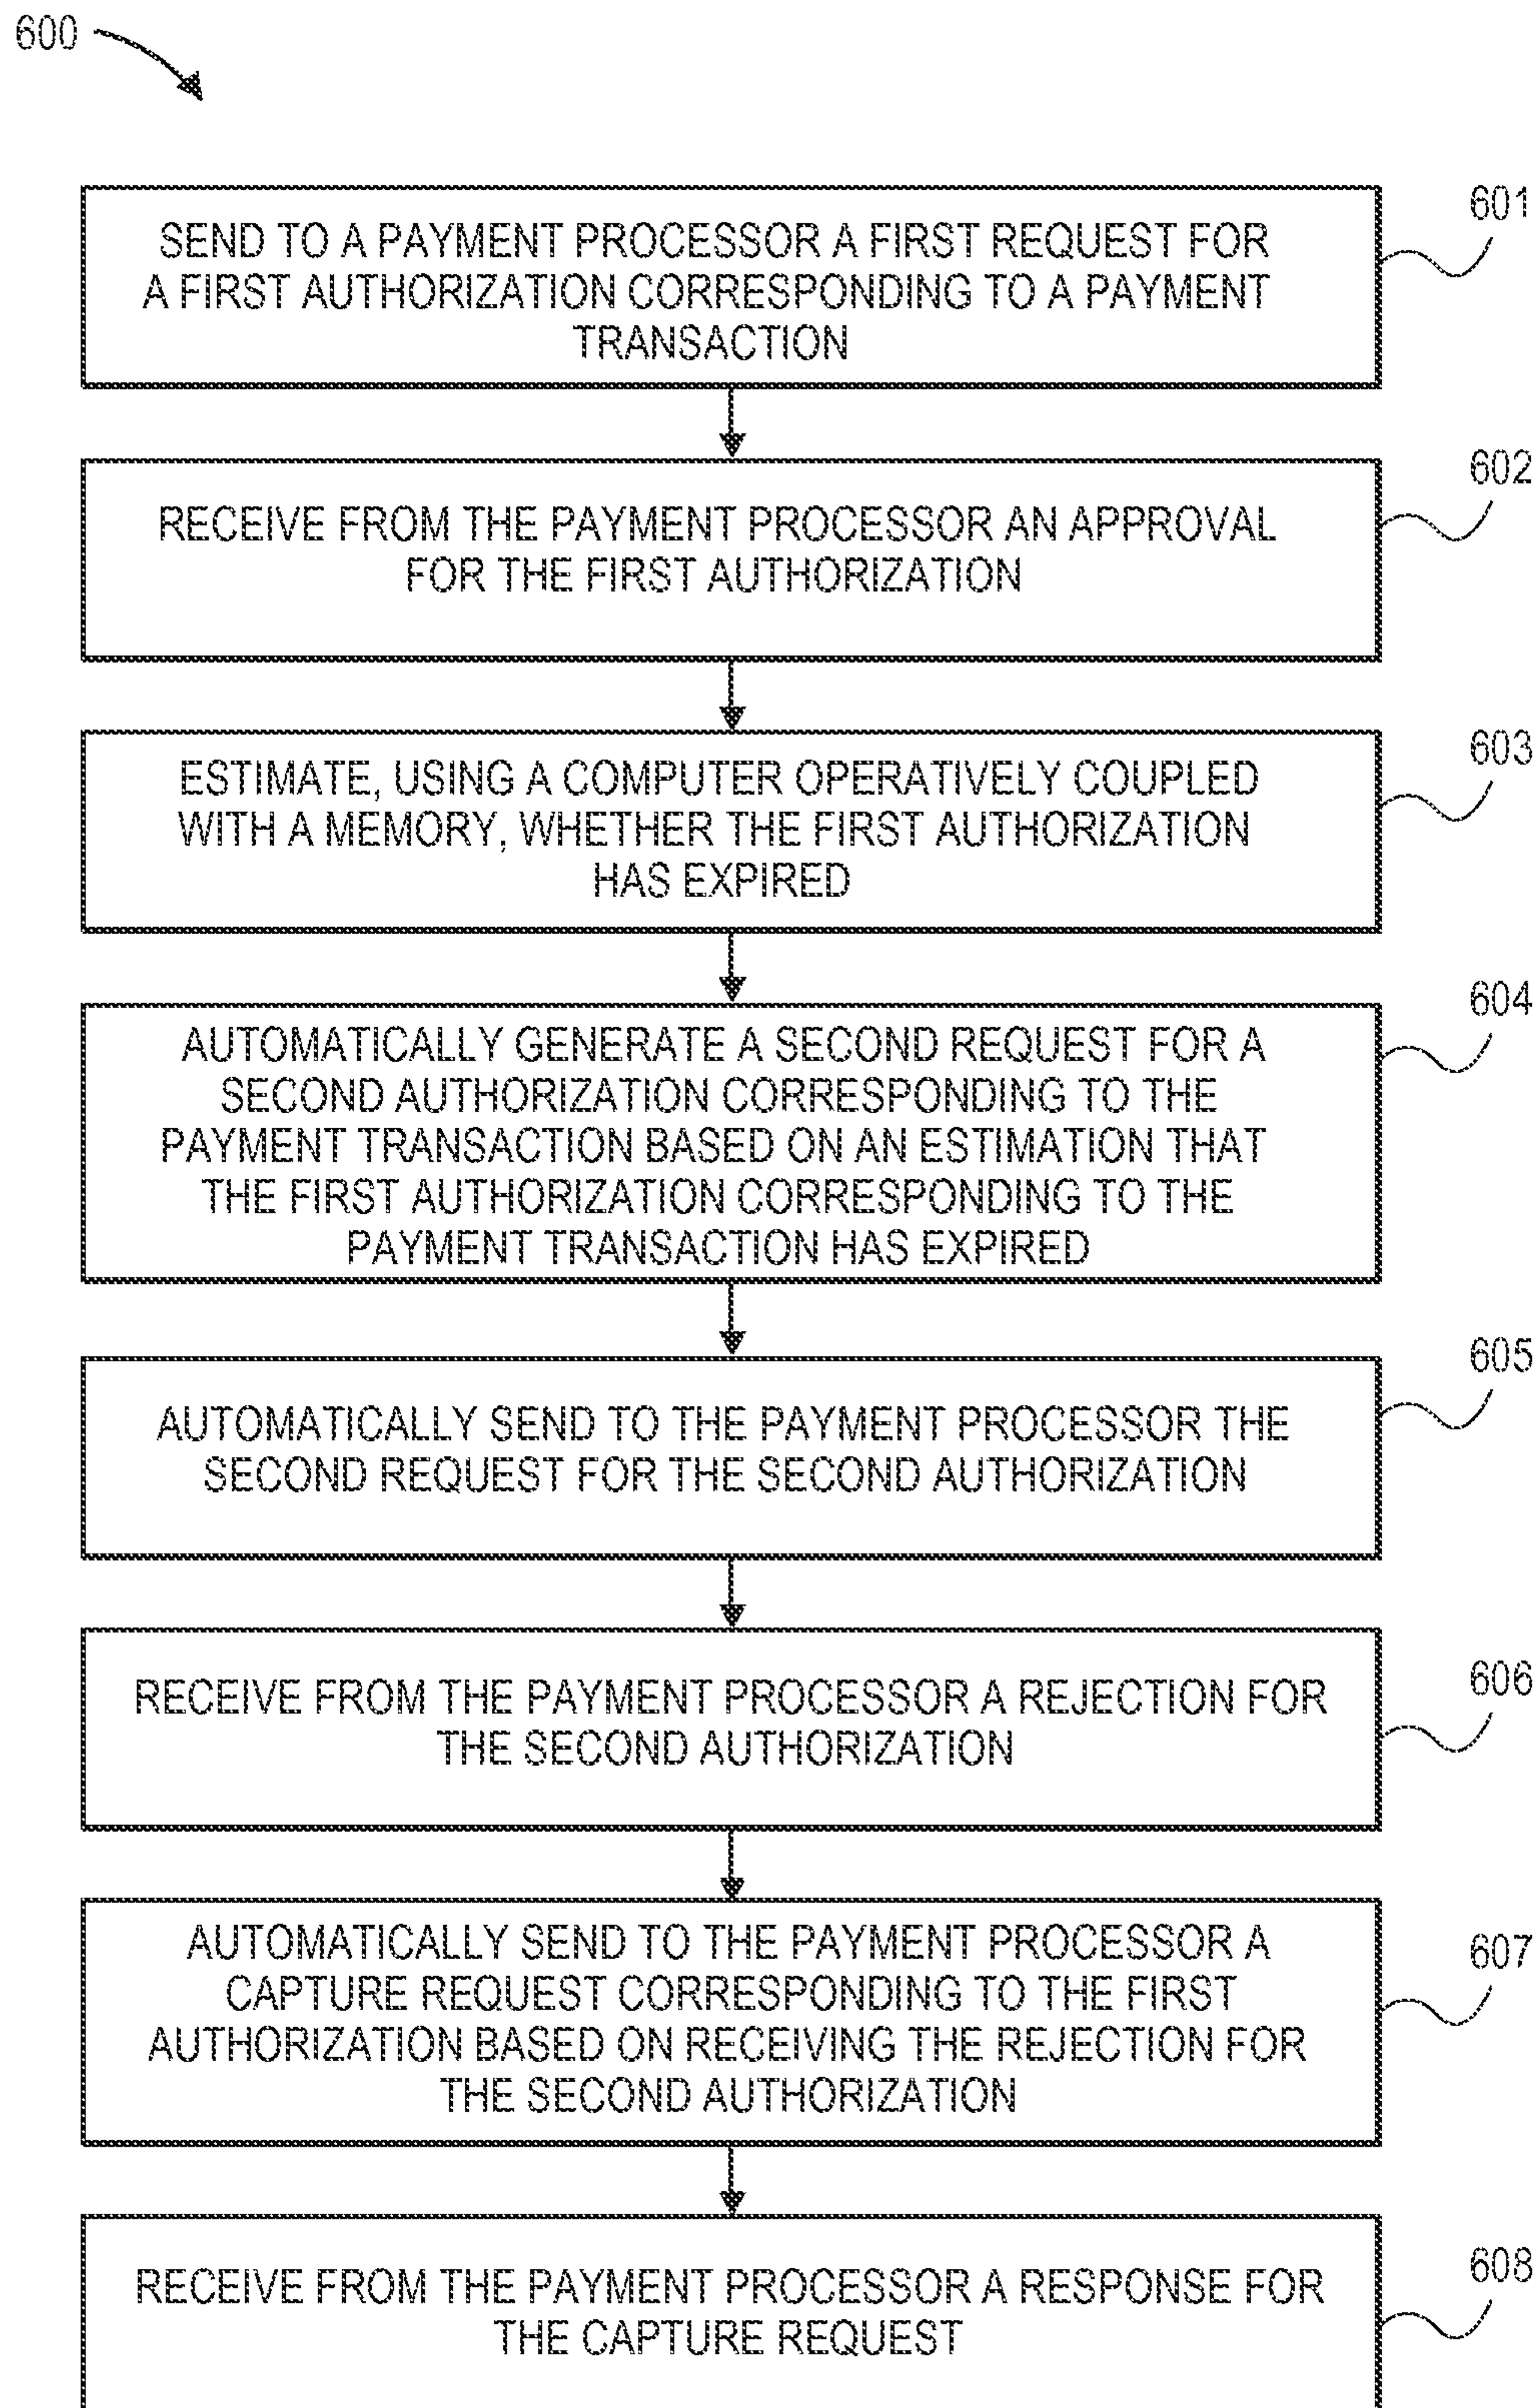 600
601
SEND TO A PAYMENT PROCESSOR A FIRST REQUEST FOR
A FIRST AUTHORIZATION CORRESPONDING TO A PAYMENT
TRANSACTION
602
RECEIVE FROM THE PAYMENT PROCESSOR AN APPROVAL
FOR THE FIRST AUTHORIZATION
603
ESTIMATE, USING A COMPUTER OPERATIVELY COUPLED
WITH A MEMORY, WHETHER THE FIRST AUTHORIZATION
HAS EXPIRED
604
AUTOMATICALLY GENERATE A SECOND REQUEST FOR A
SECOND AUTHORIZATION CORRESPONDING TO THE
PAYMENT TRANSACTION BASED ON AN ESTIMATION THAT
THE FIRST AUTHORIZATION CORRESPONDING TO THE
PAYMENT TRANSACTION HAS EXPIRED
605
AUTOMATICALLY SEND TO THE PAYMENT PROCESSOR THE
SECOND REQUEST FOR THE SECOND AUTHORIZATION
606
RECEIVE FROM THE PAYMENT PROCESSOR A REJECTION FOR
THE SECOND AUTHORIZATION
607
AUTOMATICALLY SEND TO THE PAYMENT PROCESSOR A
CAPTURE REQUEST CORRESPONDING TO THE FIRST
AUTHORIZATION BASED ON RECEIVING THE REJECTION FOR
THE SECOND AUTHORIZATION
608
RECEIVE FROM THE PAYMENT PROCESSOR A RESPONSE FOR
THE CAPTURE REQUEST